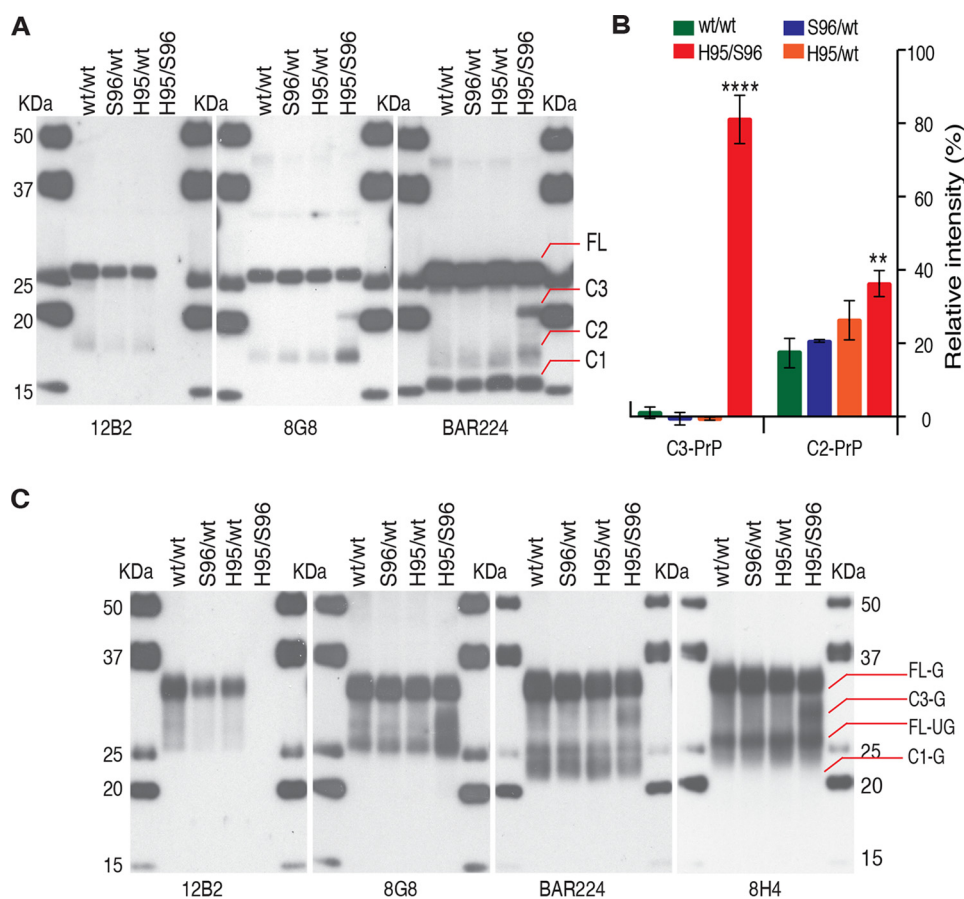 A
wt/wt
S96/wt
H95/wt
H95/S96
wt/wt
S96/wt
H95/wt
H95/S96
wt/wt
S96/wt
H95/wt
H95/S96
KDa KDa KDa KDa
50
37
25
20
15
FL
C3
C2
C1
12B2 8G8 BAR224
B
wt/wt S96/wt
H95/S96 H95/wt
100
80
60
40
20
0
Relative intensity (%)
****
**
C3-PrP C2-PrP
C
wt/wt
S96/wt
H95/wt
H95/S96
wt/wt
S96/wt
H95/wt
H95/S96
wt/wt
S96/wt
H95/wt
H95/S96
wt/wt
S96/wt
H95/wt
H95/S96
KDa KDa KDa KDa KDa
50
37
25
20
15
50
37
25
20
15
FL-G
C3-G
FL-UG
C1-G
12B2 8G8 BAR224 8H4